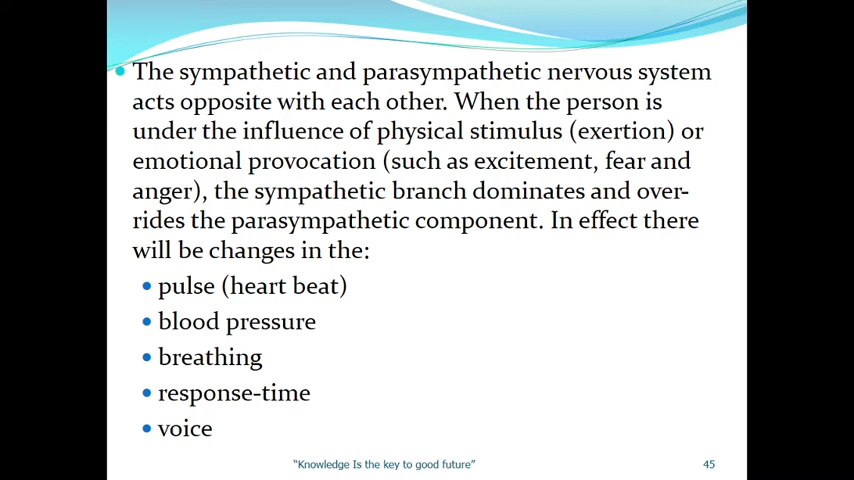 • The sympathetic and parasympathetic nervous system
acts opposite with each other. When the person is
under the influence of physical stimulus (exertion) or
emotional provocation (such as excitement, fear and
anger), the sympathetic branch dominates and over-
rides the parasympathetic component. In effect there
will be changes in the:
• pulse (heart beat)
• blood pressure
• breathing
• response-time
• voice
“Knowledge Is the key to good future” 45